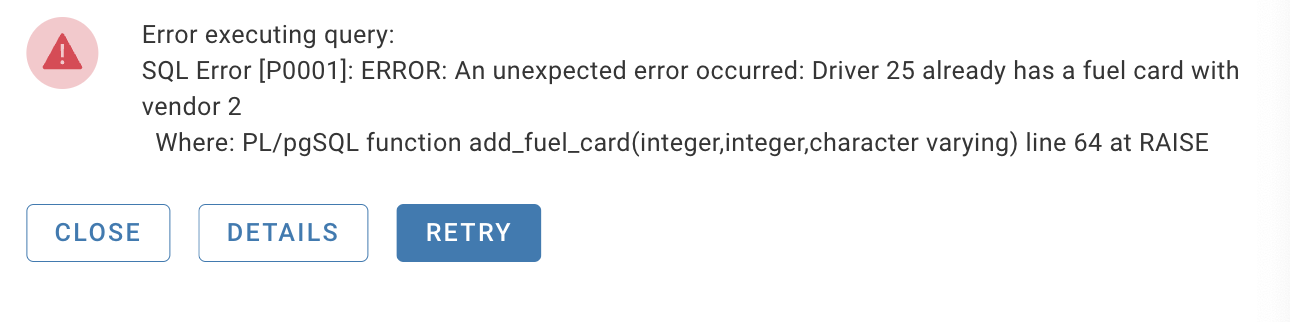 Error executing query:
SQL Error [P0001]: ERROR: An unexpected error occurred: Driver 25 already has a fuel card with
vendor 2
Where: PL/pgSQL function add_fuel_card(integer,integer,character varying) line 64 at RAISE
CLOSE
DETAILS
RETRY